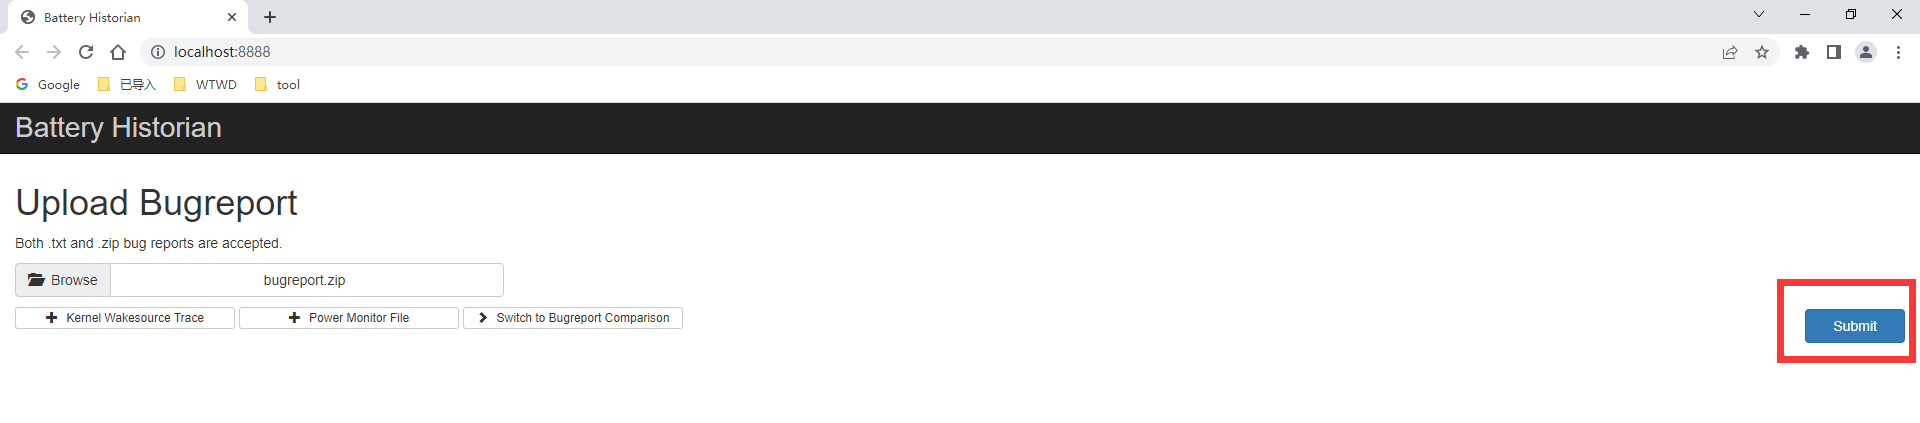 Battery Historian
localhost:8888
Google 已导入 WTWD tool
Battery Historian
Upload Bugreport
Both .txt and .zip bug reports are accepted.
Browse bugreport.zip
Kernel Wakesource Trace Power Monitor File Switch to Bugreport Comparison
Submit